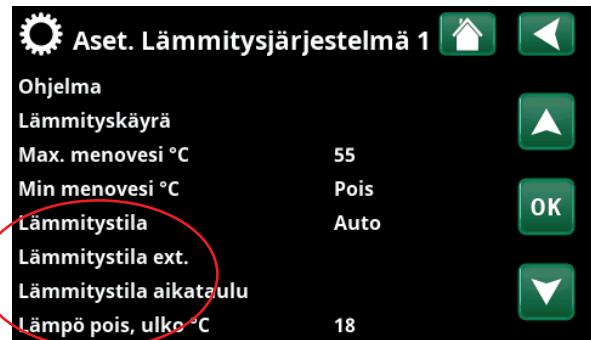 Aset. Lämmitysjärjestelmä 1
Ohjelma
Lämmityskäyrä
Max. menovesi °C 55
Min menovesi °C Pois
Lämmitystila Auto
OK
Lämmitystila ext.
Lämmitystila aikataulu
Lämpö pois, ulko °C 18